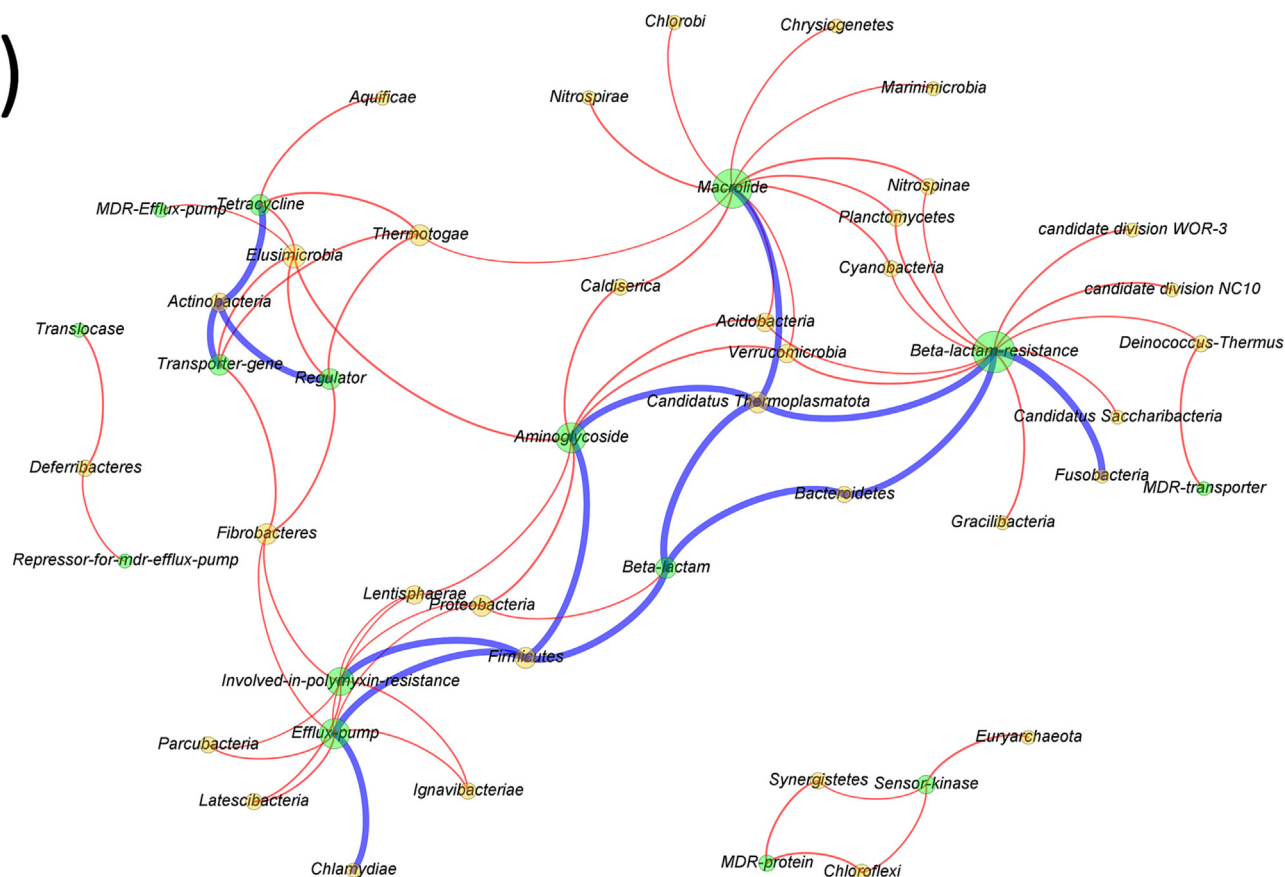 )
Chlorobi
Chrysiogenetes
Marinimicrobia
Aquificae
Nitrospirae
Macrolide
Nitrospinae
MDR-Efflux-pump
Tetracycline
Planctomycetes
candidate division WOR-3
Thermotogae
Elusimicrobia
Cyanobacteria
Caldiserica
candidate division NC10
Actinobacteria
Translocase
Acidobacteria
Deinococcus-Thermus
Verrucomicrobia
Beta-lactam-resistance
Transporter-gene
Regulator
Candidatus Thermoplasmatota
Candidatus Saccharibacteria
Aminoglycoside
Deferribacteres
Fusobacteria
MDR-transporter
Bacteroidetes
Gracilibacteria
Fibrobacteres
Repressor-for-mdr-efflux-pump
Beta-lactam
Lentisphaerae
Proteobacteria
Firmicutes
Involved-in-polymyxin-resistance
Efflux-pump
Euryarchaeota
Parcubacteria
Synergistetes
Sensor-kinase
Ignavibacteriae
Latescibacteria
MDR-protein
Chlamydiae
Chloroflexi